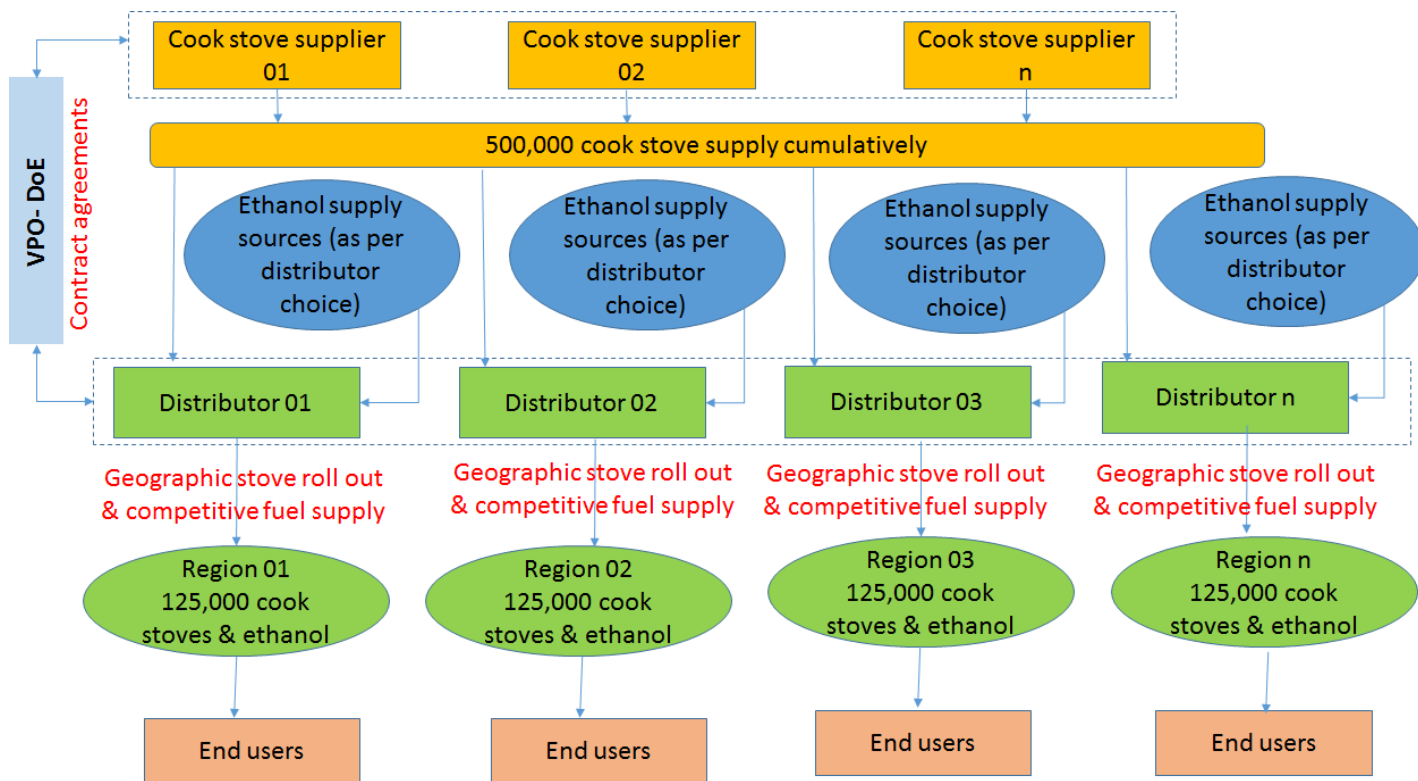 Cook stove supplier
01
Cook stove supplier
02
Cook stove supplier
n
VPO- DoE
Contract agreements
500,000 cook stove supply cumulatively
Ethanol supply
sources (as per
distributor
choice)
Ethanol supply
sources (as per
distributor
choice)
Ethanol supply
sources (as per
distributor
choice)
Ethanol supply
sources (as per
distributor
choice)
Distributor 01
Distributor 02
Distributor 03
Distributor n
Geographic stove roll out
& competitive fuel supply
Geographic stove roll out
& competitive fuel supply
Geographic stove roll out
& competitive fuel supply
Geographic stove roll out
& competitive fuel supply
Region 01
125,000 cook
stoves & ethanol
Region 02
125,000 cook
stoves & ethanol
Region 03
125,000 cook
stoves & ethanol
Region n
125,000 cook
stoves & ethanol
End users
End users
End users
End users